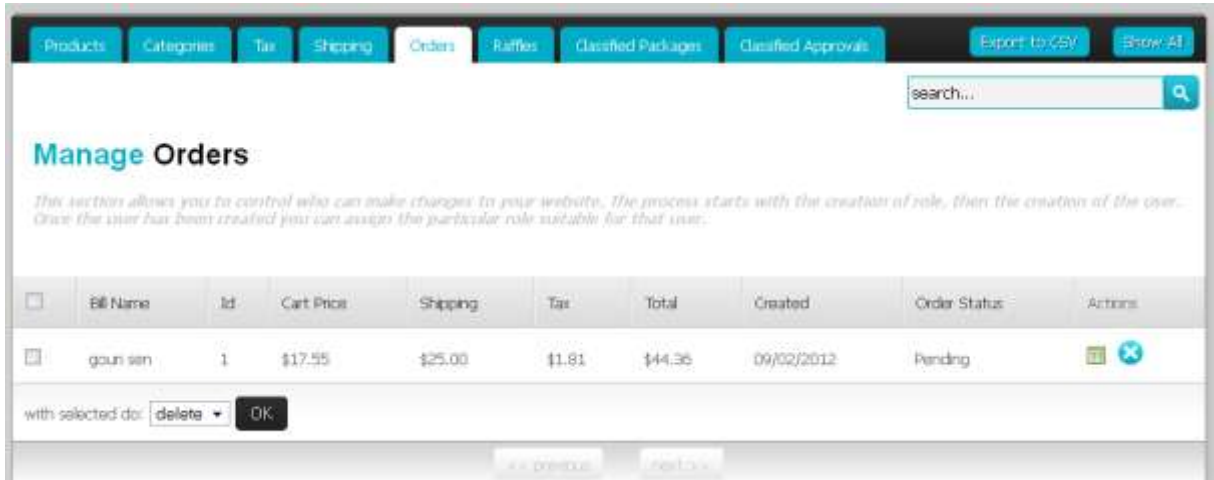 Products Categories Tax Shipping Orders Raffles Classified Packages Classified Approvals Export to CSV Show All
search...
Manage Orders
This section allows you to control who can make changes to your website. The process starts with the creation of role, then the creation of the user.
Once the user has been created you can assign the particular role suitable for that user.
Bill Name Id Cart Price Shipping Tax Total Created Order Status Actions
goun sen 1 $17.55 $25.00 $1.81 $44.36 09/02/2012 Pending
with selected do: delete OK
<< previous next >>